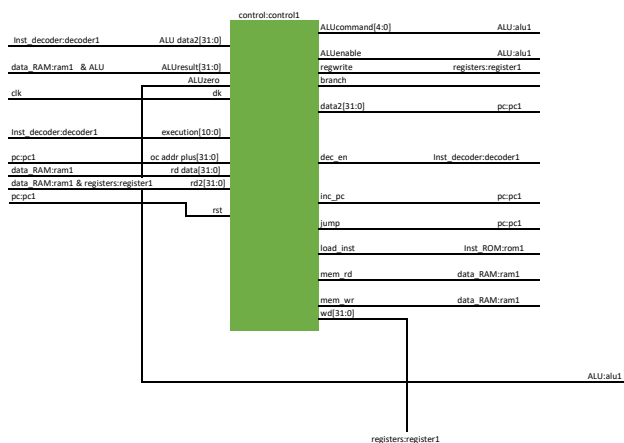 control:control1
ALUcommand[4:0] ALU:alu1
Inst_decoder:decoder1 ALU data2[31:0]
ALUenable ALU:alu1
data_RAM:ram1 & ALU ALUresult[31:0] regwrite registers:register1
ALUzero branch
clk dk
data2[31:0] pc:pc1
Inst_decoder:decoder1 execution[10:0]
pc:pc1 oc addr plus[31:0] dec_en Inst_decoder:decoder1
data_RAM:ram1 rd data[31:0]
data_RAM:ram1 & registers:register1 rd2[31:0]
pc:pc1 inc_pc pc:pc1
rst
jump pc:pc1
load_inst Inst_ROM:rom1
mem_rd data_RAM:ram1
mem_wr data_RAM:ram1
wd[31:0]
ALU:alu1
registers:register1